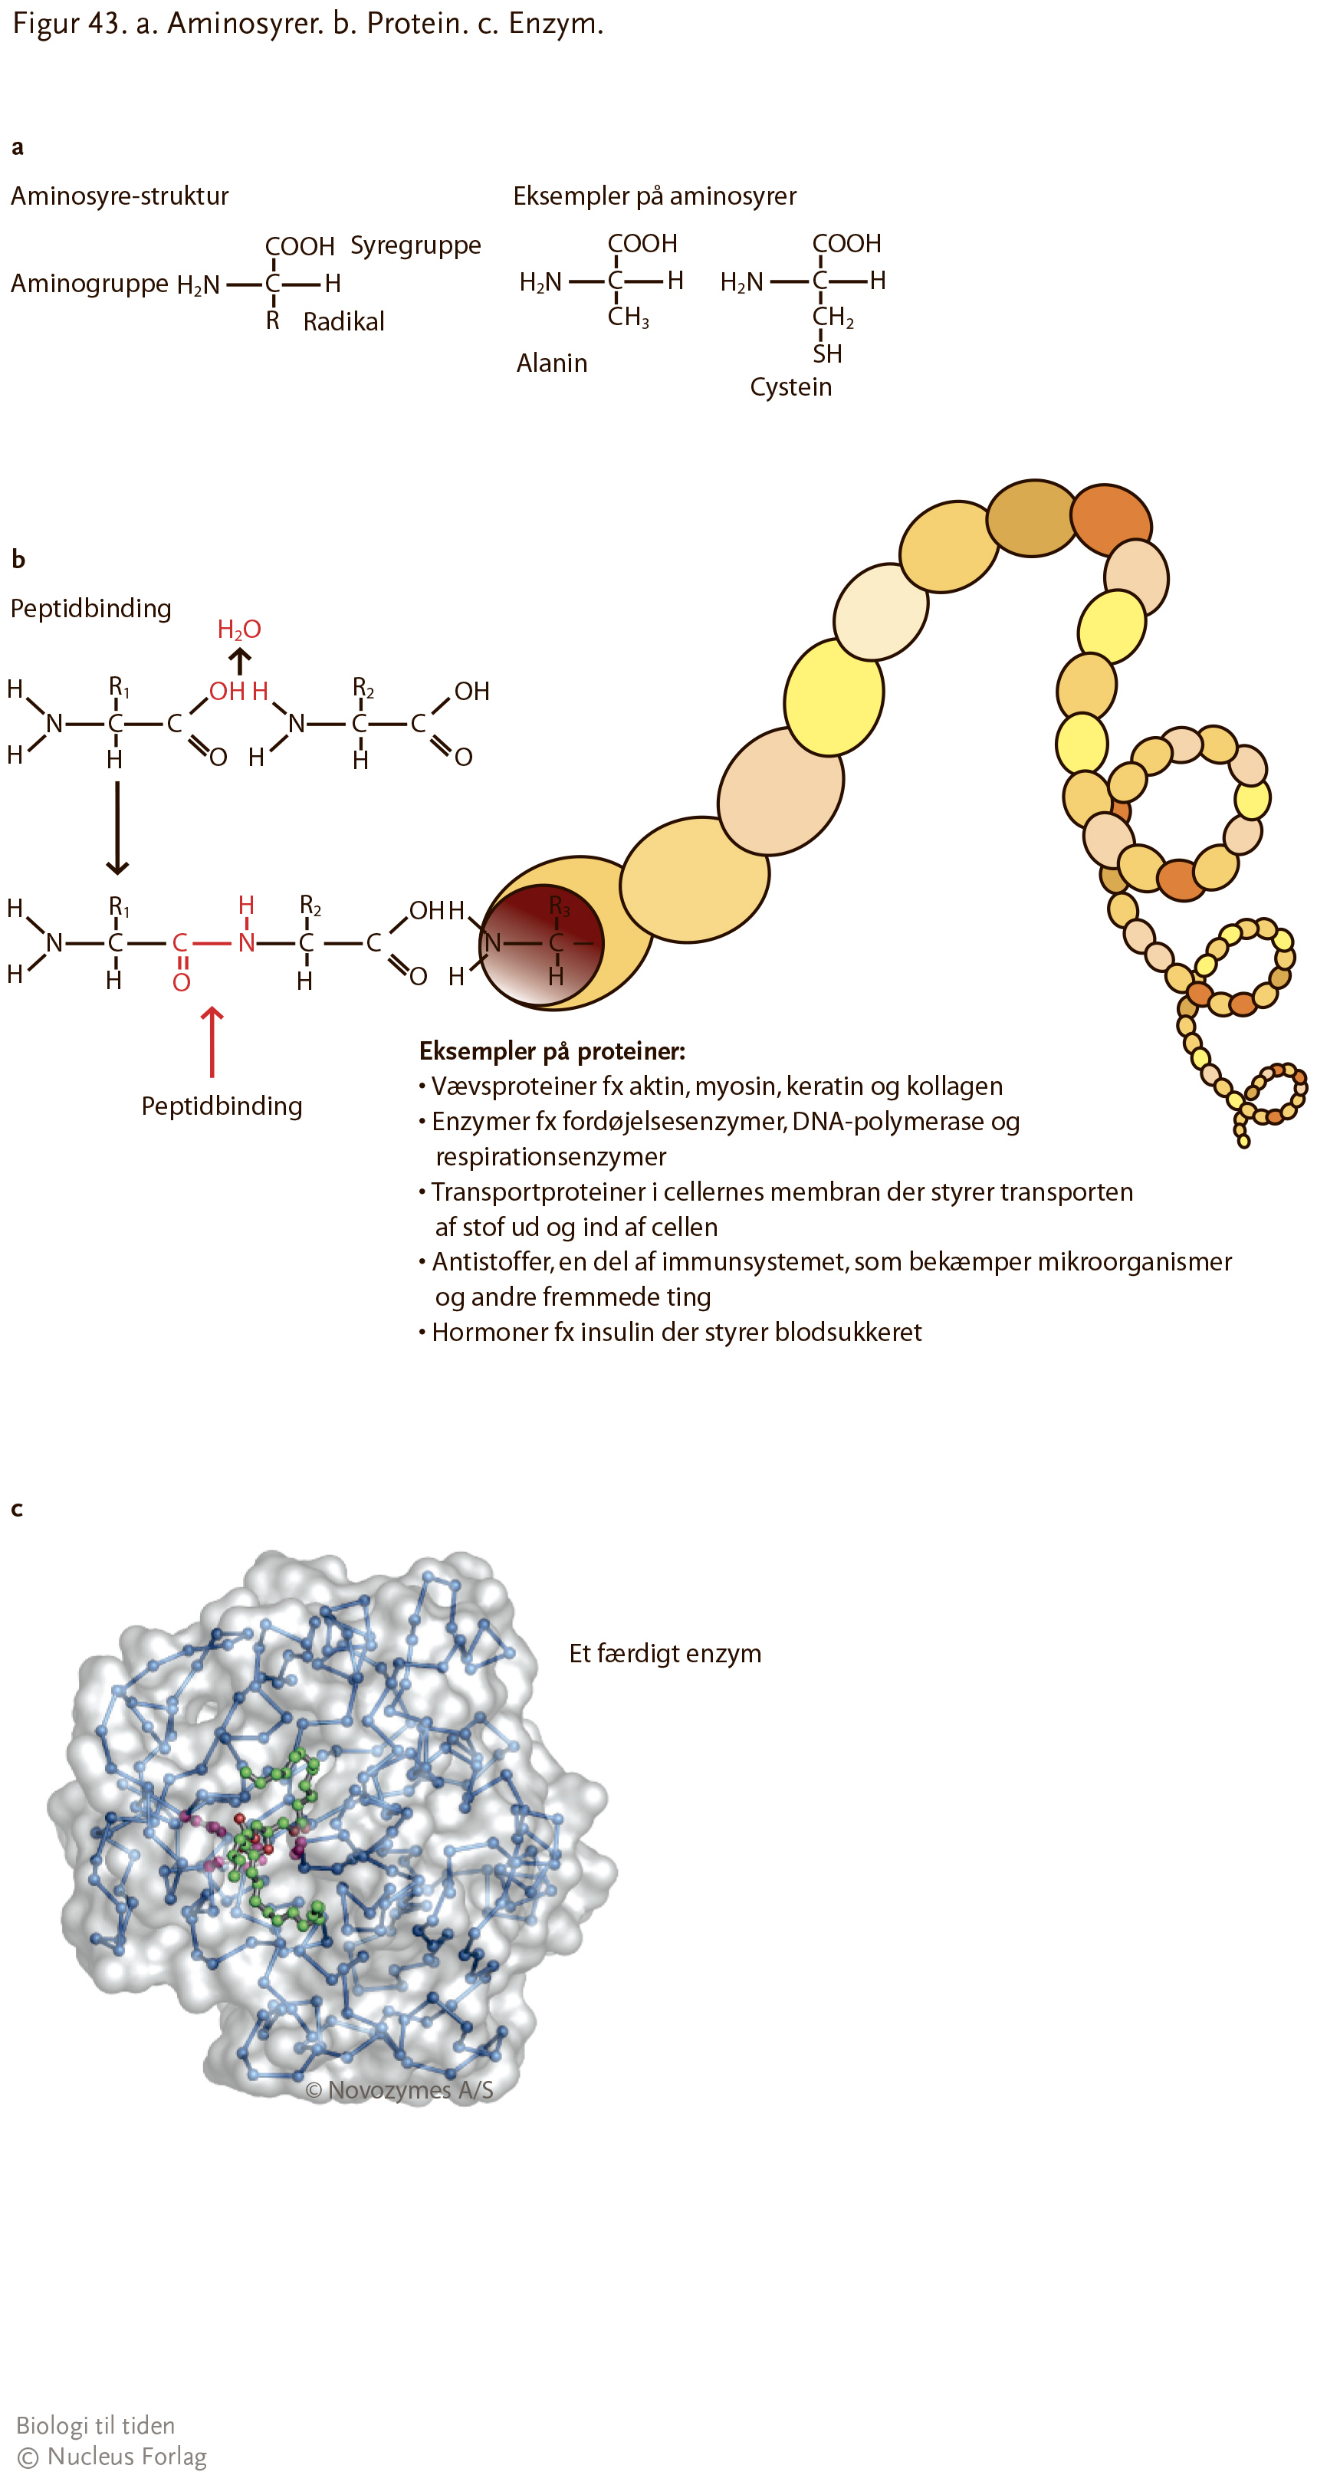 Figur 43. a. Aminosyrer. b. Protein. c. Enzym.
a
Aminosyre-struktur
Eksempler på aminosyrer
COOH Syregruppe
Aminogruppe H₂N C H
R Radikal
COOH
H₂N C H
CH₃
Alanin
COOH
H₂N C H
CH₂
SH
Cystein
b
Peptidbinding
H₂O
H R₁ OH H R₂ OH
N C C N C C
H H O H H O
H R₁ H R₂ OH H R₃
N C C N C C N C
H H O H O H H
Peptidbinding
Eksempler på proteiner:
• Vævsproteiner fx aktin, myosin, keratin og kollagen
• Enzymer fx fordøjelsesenzymer, DNA-polymerase og
respirationsenzymer
• Transportproteiner i cellernes membran der styrer transporten
af stof ud og ind af cellen
• Antistoffer, en del af immunsystemet, som bekæmper mikroorganismer
og andre fremmede ting
• Hormoner fx insulin der styrer blodsukkeret
c
Et færdigt enzym
© Novozymes A/S
Biologi til tiden
© Nucleus Forlag